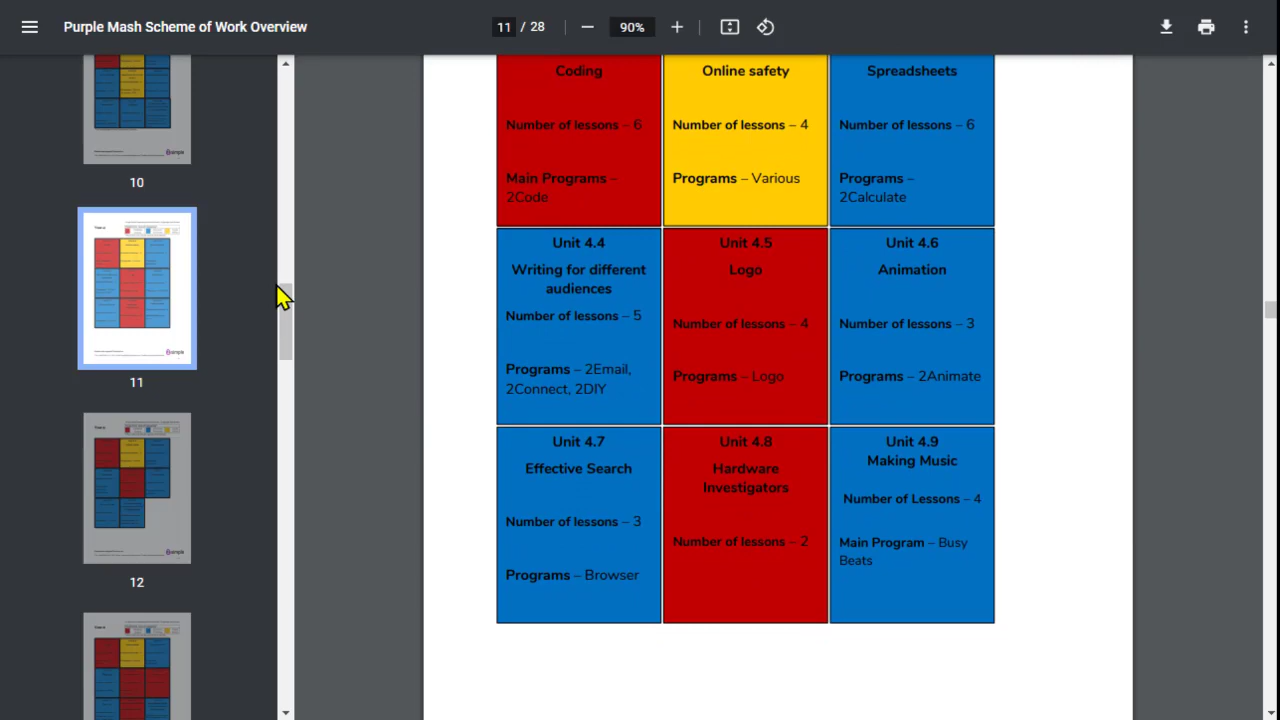 Purple Mash Scheme of Work Overview
11 / 28
90%
10
11
12
Coding
Number of lessons – 6
Main Programs –
2Code
Online safety
Number of lessons – 4
Programs – Various
Spreadsheets
Number of lessons – 6
Programs –
2Calculate
Unit 4.4
Writing for different
audiences
Number of lessons – 5
Programs – 2Email,
2Connect, 2DIY
Unit 4.5
Logo
Number of lessons – 4
Programs – Logo
Unit 4.6
Animation
Number of lessons – 3
Programs – 2Animate
Unit 4.7
Effective Search
Number of lessons – 3
Programs – Browser
Unit 4.8
Hardware
Investigators
Number of lessons – 2
Unit 4.9
Making Music
Number of Lessons – 4
Main Program – Busy
Beats